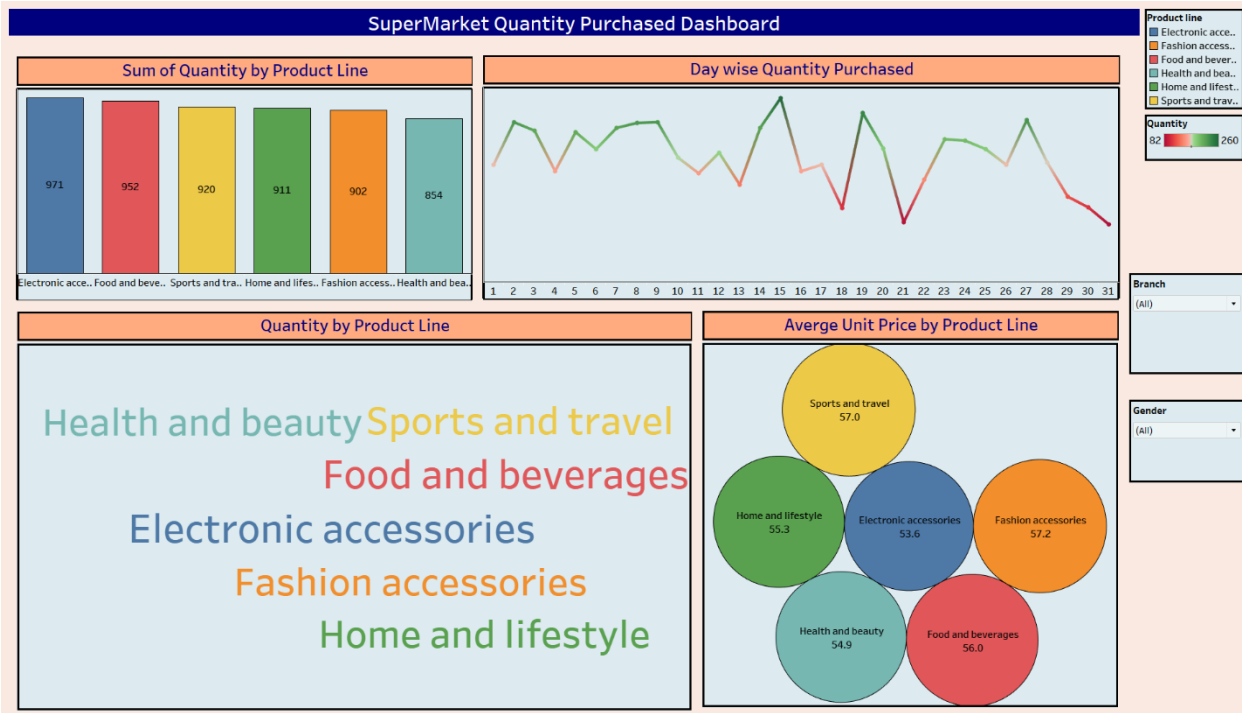 SuperMarket Quantity Purchased Dashboard
Product line
Electronic acce..
Fashion access..
Food and bever..
Health and bea..
Home and lifest..
Sports and trav..
Quantity
82 260
Branch
(All)
Gender
(All)
Sum of Quantity by Product Line
971 952 920 911 902 854
Electronic acce.. Food and beve.. Sports and tra.. Home and lifes.. Fashion access.. Health and bea..
Day wise Quantity Purchased
1 2 3 4 5 6 7 8 9 10 11 12 13 14 15 16 17 18 19 20 21 22 23 24 25 26 27 28 29 30 31
Quantity by Product Line
Health and beauty Sports and travel
Food and beverages
Electronic accessories
Fashion accessories
Home and lifestyle
Averge Unit Price by Product Line
Sports and travel
57.0
Home and lifestyle
55.3
Electronic accessories
53.6
Fashion accessories
57.2
Health and beauty
54.9
Food and beverages
56.0